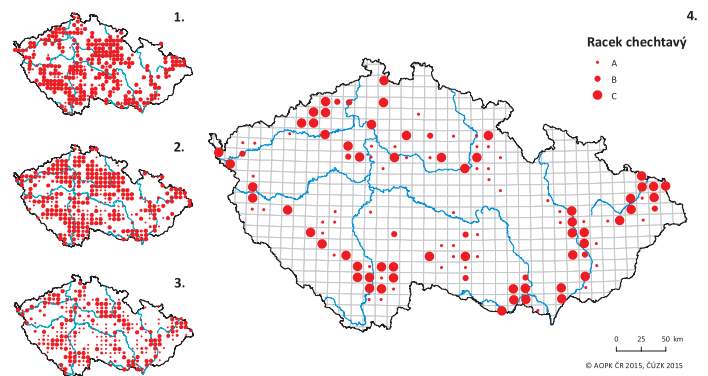 1.
2.
3.
4.
Racek chechtavý
A
B
C
0 25 50 km
© AOPK ČR 2015, ČÚZK 2015